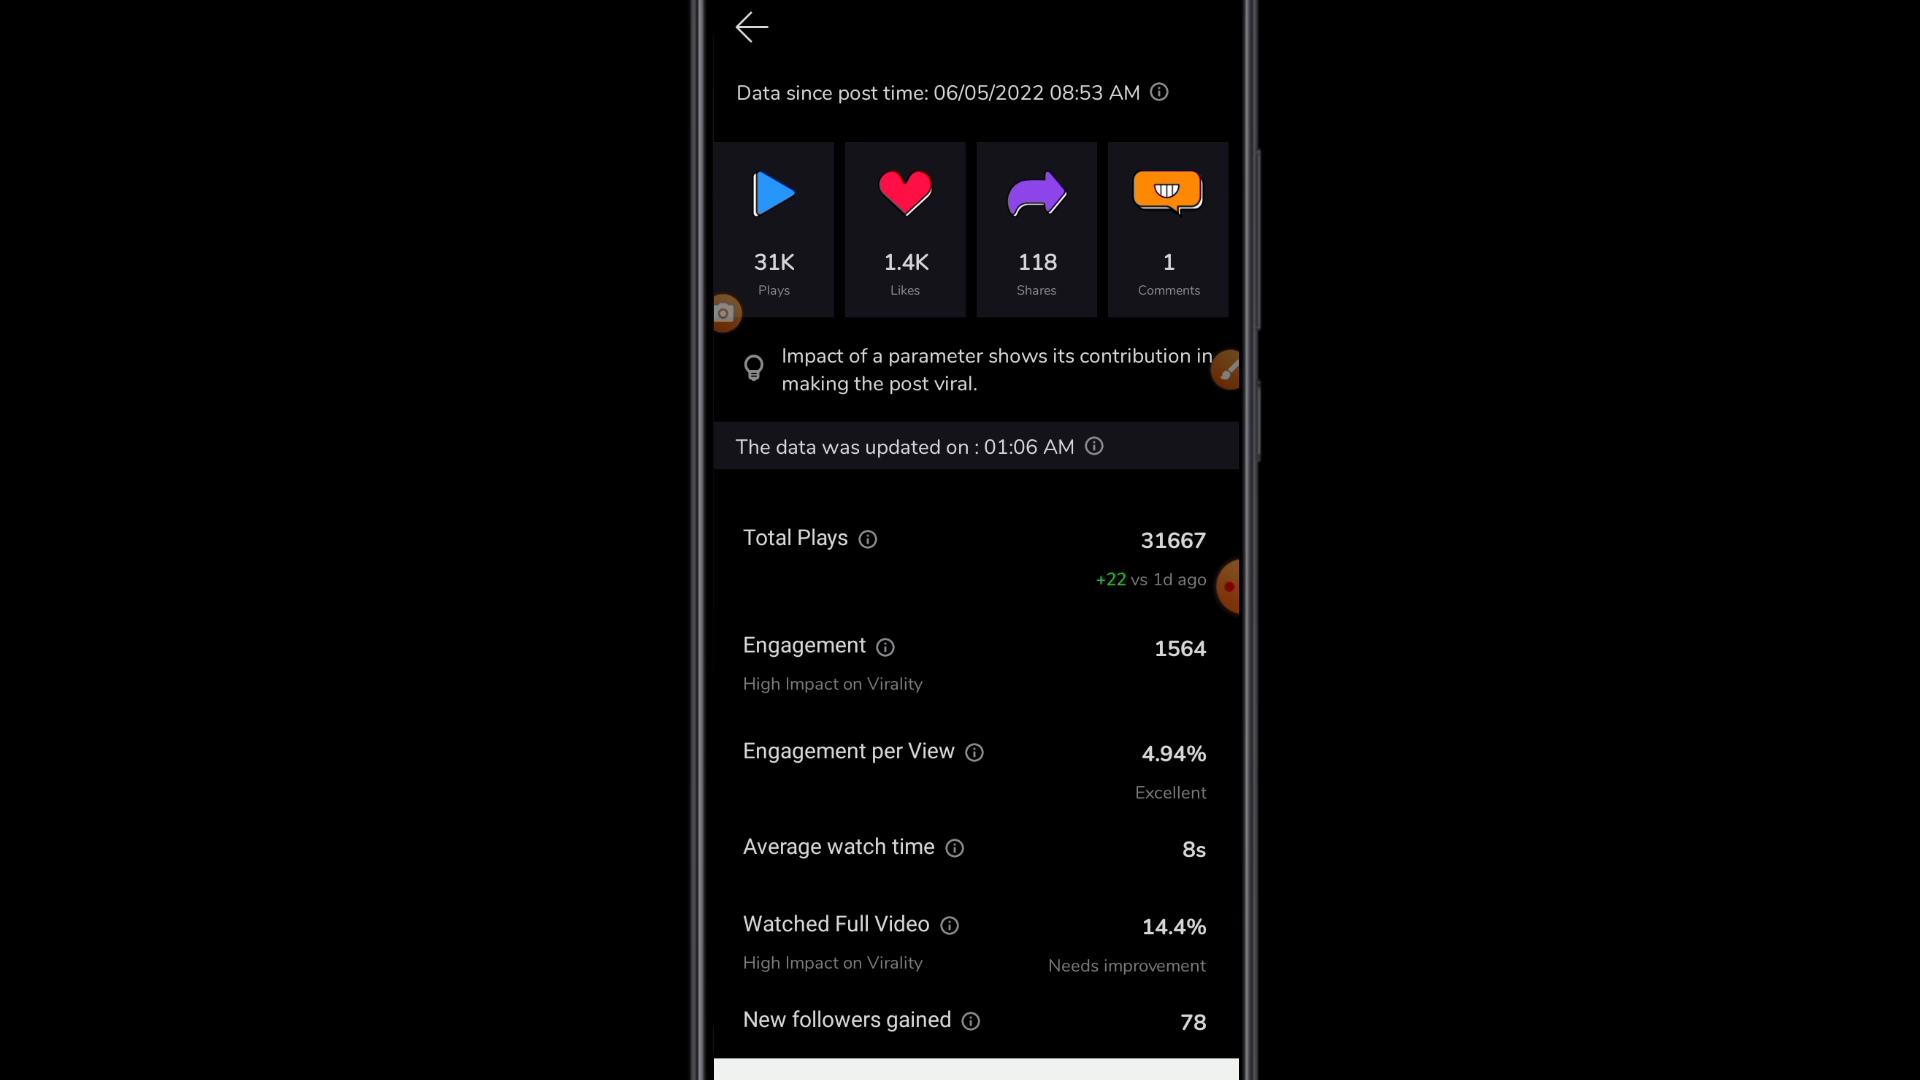 Data since post time: 06/05/2022 08:53 AM
31K
1.4K
118
1
Plays
Likes
Shares
Comments
Impact of a parameter shows its contribution in
making the post viral.
The data was updated on : 01:06 AM
Total Plays
31667
+22 vs 1d ago
Engagement
1564
High Impact on Virality
Engagement per View
4.94%
Excellent
Average watch time
8s
Watched Full Video
14.4%
High Impact on Virality
Needs improvement
New followers gained
78